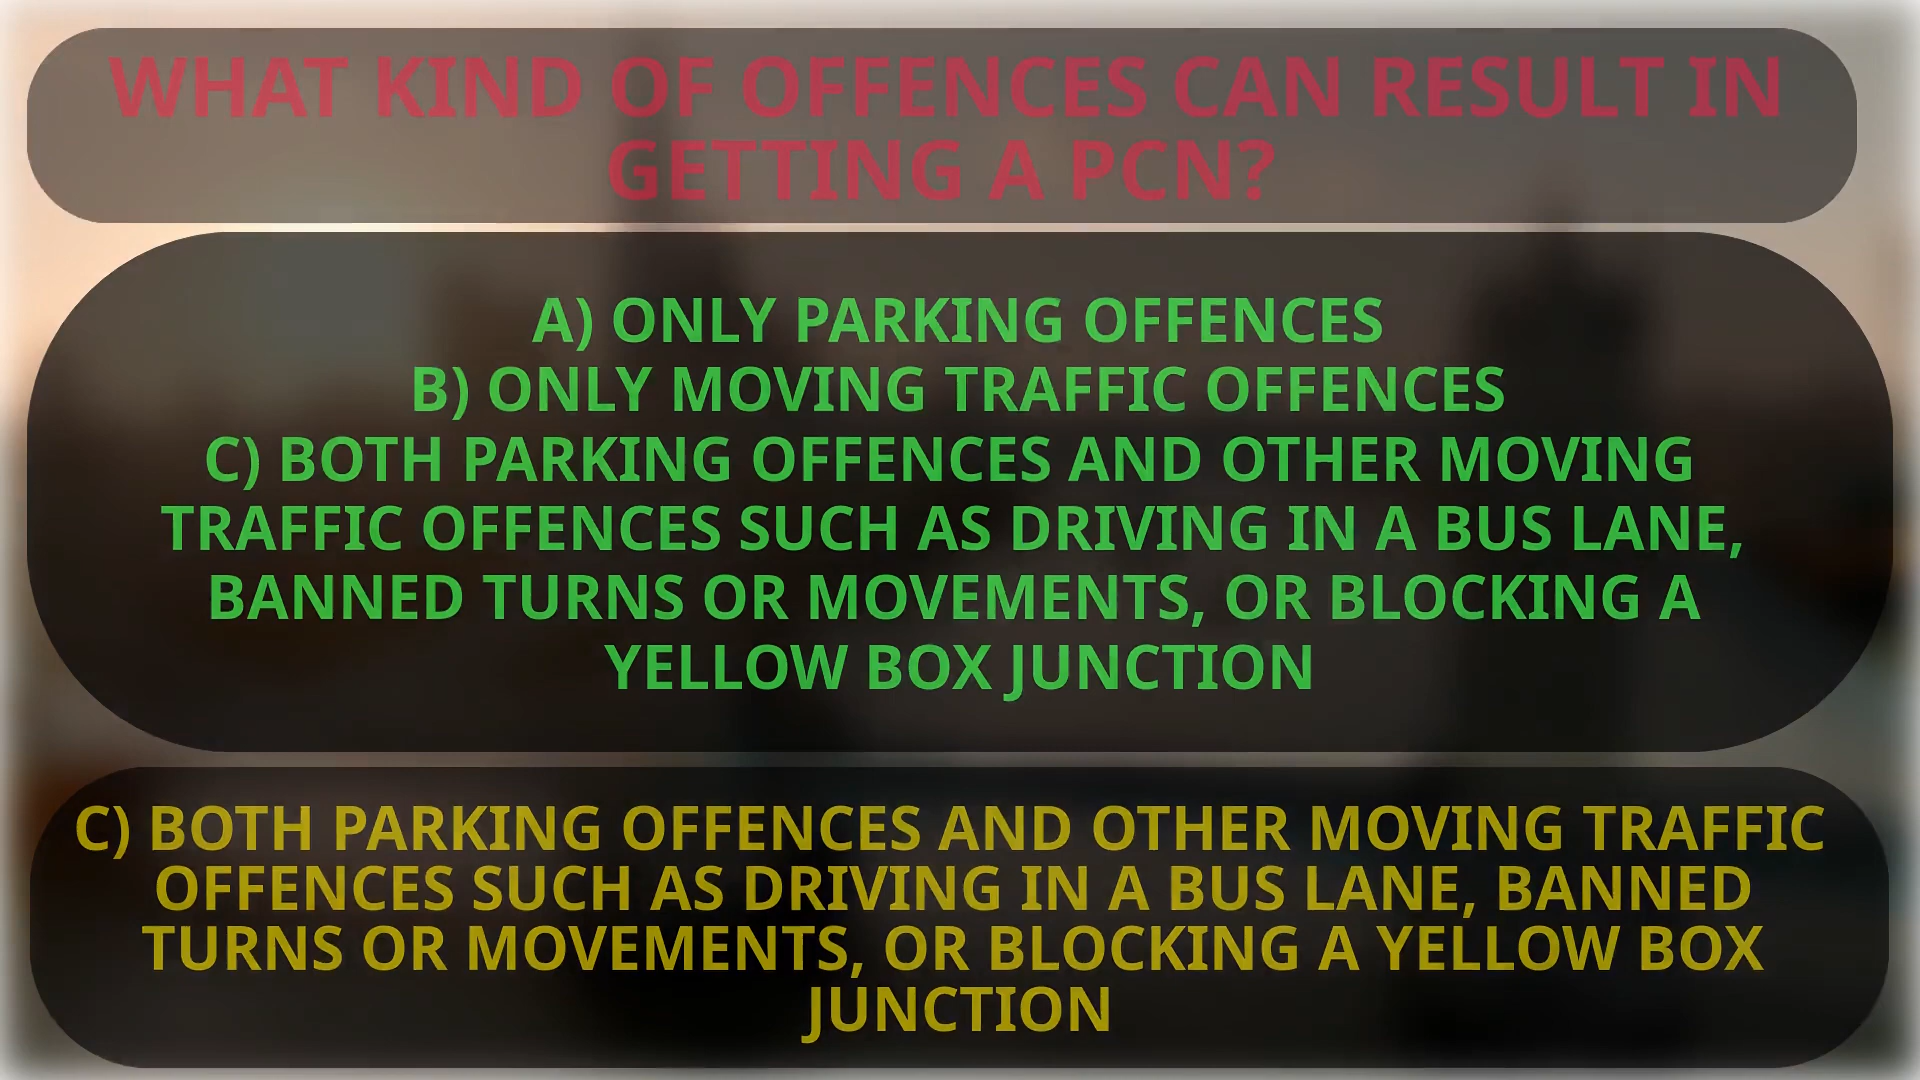 WHAT KIND OF OFFENCES CAN RESULT IN
GETTING A PCN?
A) ONLY PARKING OFFENCES
B) ONLY MOVING TRAFFIC OFFENCES
C) BOTH PARKING OFFENCES AND OTHER MOVING
TRAFFIC OFFENCES SUCH AS DRIVING IN A BUS LANE,
BANNED TURNS OR MOVEMENTS, OR BLOCKING A
YELLOW BOX JUNCTION
C) BOTH PARKING OFFENCES AND OTHER MOVING TRAFFIC
OFFENCES SUCH AS DRIVING IN A BUS LANE, BANNED
TURNS OR MOVEMENTS, OR BLOCKING A YELLOW BOX
JUNCTION